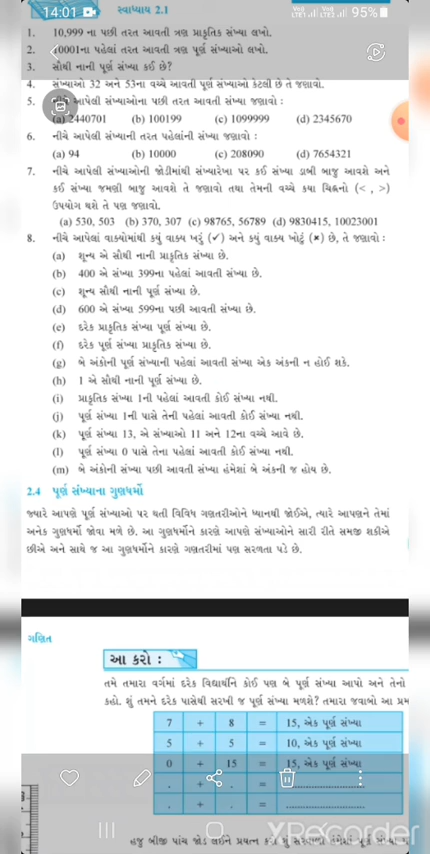 14:01
95%
સ્વાધ્યાય 2.1
1. 10,999 ના પછી તરત આવતી ત્રણ પ્રાકૃતિક સંખ્યા લખો.
2. 10001ના પહેલાં તરત આવતી ત્રણ પૂર્ણ સંખ્યાઓ લખો.
3. સૌથી નાની પૂર્ણ સંખ્યા કઈ છે?
4. સંખ્યાઓ 32 અને 53ના વચ્ચે આવતી પૂર્ણ સંખ્યાઓ કેટલી છે તે જણાવો.
5. નીચે આપેલી સંખ્યાઓના પછી તરત આવતી સંખ્યા જણાવો :
(a) 2440701 (b) 100199 (c) 1099999 (d) 2345670
6. નીચે આપેલી સંખ્યાની તરત પહેલાંની સંખ્યા જણાવો :
(a) 94 (b) 10000 (c) 208090 (d) 7654321
7. નીચે આપેલી સંખ્યાઓની જોડીમાંથી સંખ્યારેખા પર કઈ સંખ્યા ડાબી બાજુ આવશે અને
કઈ સંખ્યા જમણી બાજુ આવશે તે જણાવો તથા તેમની વચ્ચે કયા ચિહ્નનો (< , >)
ઉપયોગ થશે તે પણ જણાવો.
(a) 530, 503 (b) 370, 307 (c) 98765, 56789 (d) 9830415, 10023001
8. નીચે આપેલાં વાક્યોમાંથી કયું વાક્ય ખરું (✓) અને કયું વાક્ય ખોટું (×) છે, તે જણાવો :
(a) શૂન્ય એ સૌથી નાની પ્રાકૃતિક સંખ્યા છે.
(b) 400 એ સંખ્યા 399ના પહેલાં આવતી સંખ્યા છે.
(c) શૂન્ય સૌથી નાની પૂર્ણ સંખ્યા છે.
(d) 600 એ સંખ્યા 599ના પછી આવતી સંખ્યા છે.
(e) દરેક પ્રાકૃતિક સંખ્યા પૂર્ણ સંખ્યા છે.
(f) દરેક પૂર્ણ સંખ્યા પ્રાકૃતિક સંખ્યા છે.
(g) બે અંકોની પૂર્ણ સંખ્યાની પહેલાં આવતી સંખ્યા એક અંકની ન હોઈ શકે.
(h) 1 એ સૌથી નાની પૂર્ણ સંખ્યા છે.
(i) પ્રાકૃતિક સંખ્યા 1ની પહેલાં આવતી કોઈ સંખ્યા નથી.
(j) પૂર્ણ સંખ્યા 1ની પાસે તેની પહેલાં આવતી કોઈ સંખ્યા નથી.
(k) પૂર્ણ સંખ્યા 13, એ સંખ્યાઓ 11 અને 12ના વચ્ચે આવે છે.
(l) પૂર્ણ સંખ્યા 0 પાસે તેના પહેલાં આવતી કોઈ સંખ્યા નથી.
(m) બે અંકોની સંખ્યા પછી આવતી સંખ્યા હંમેશાં બે અંકની જ હોય છે.
2.4 પૂર્ણ સંખ્યાના ગુણધર્મો
જ્યારે આપણે પૂર્ણ સંખ્યાઓ પર થતી વિવિધ ગણતરીઓને ધ્યાનથી જોઈએ, ત્યારે આપણને તેમાં
અનેક ગુણધર્મો જોવા મળે છે. આ ગુણધર્મોને કારણે આપણે સંખ્યાઓને સારી રીતે સમજી શકીએ
છીએ અને સાથે જ આ ગુણધર્મોને કારણે ગણતરીમાં પણ સરળતા પડે છે.
ગણિત
આ કરો :
તમે તમારા વર્ગમાં દરેક વિદ્યાર્થીને કોઈ પણ બે પૂર્ણ સંખ્યા આપો અને તેનો
કહો. શું તમને દરેક પાસેથી સરખી જ પૂર્ણ સંખ્યા મળશે? તમારા જવાબો આ પ્રમ
7 + 8 = 15, એક પૂર્ણ સંખ્યા
5 + 5 = 10, એક પૂર્ણ સંખ્યા
0 + 15 = 15, એક પૂર્ણ સંખ્યા
. + . = ....................
. + . = ....................
હજુ બીજી પાંચ જોડ લઈને પ્રયત્ન કરો
XRecorder